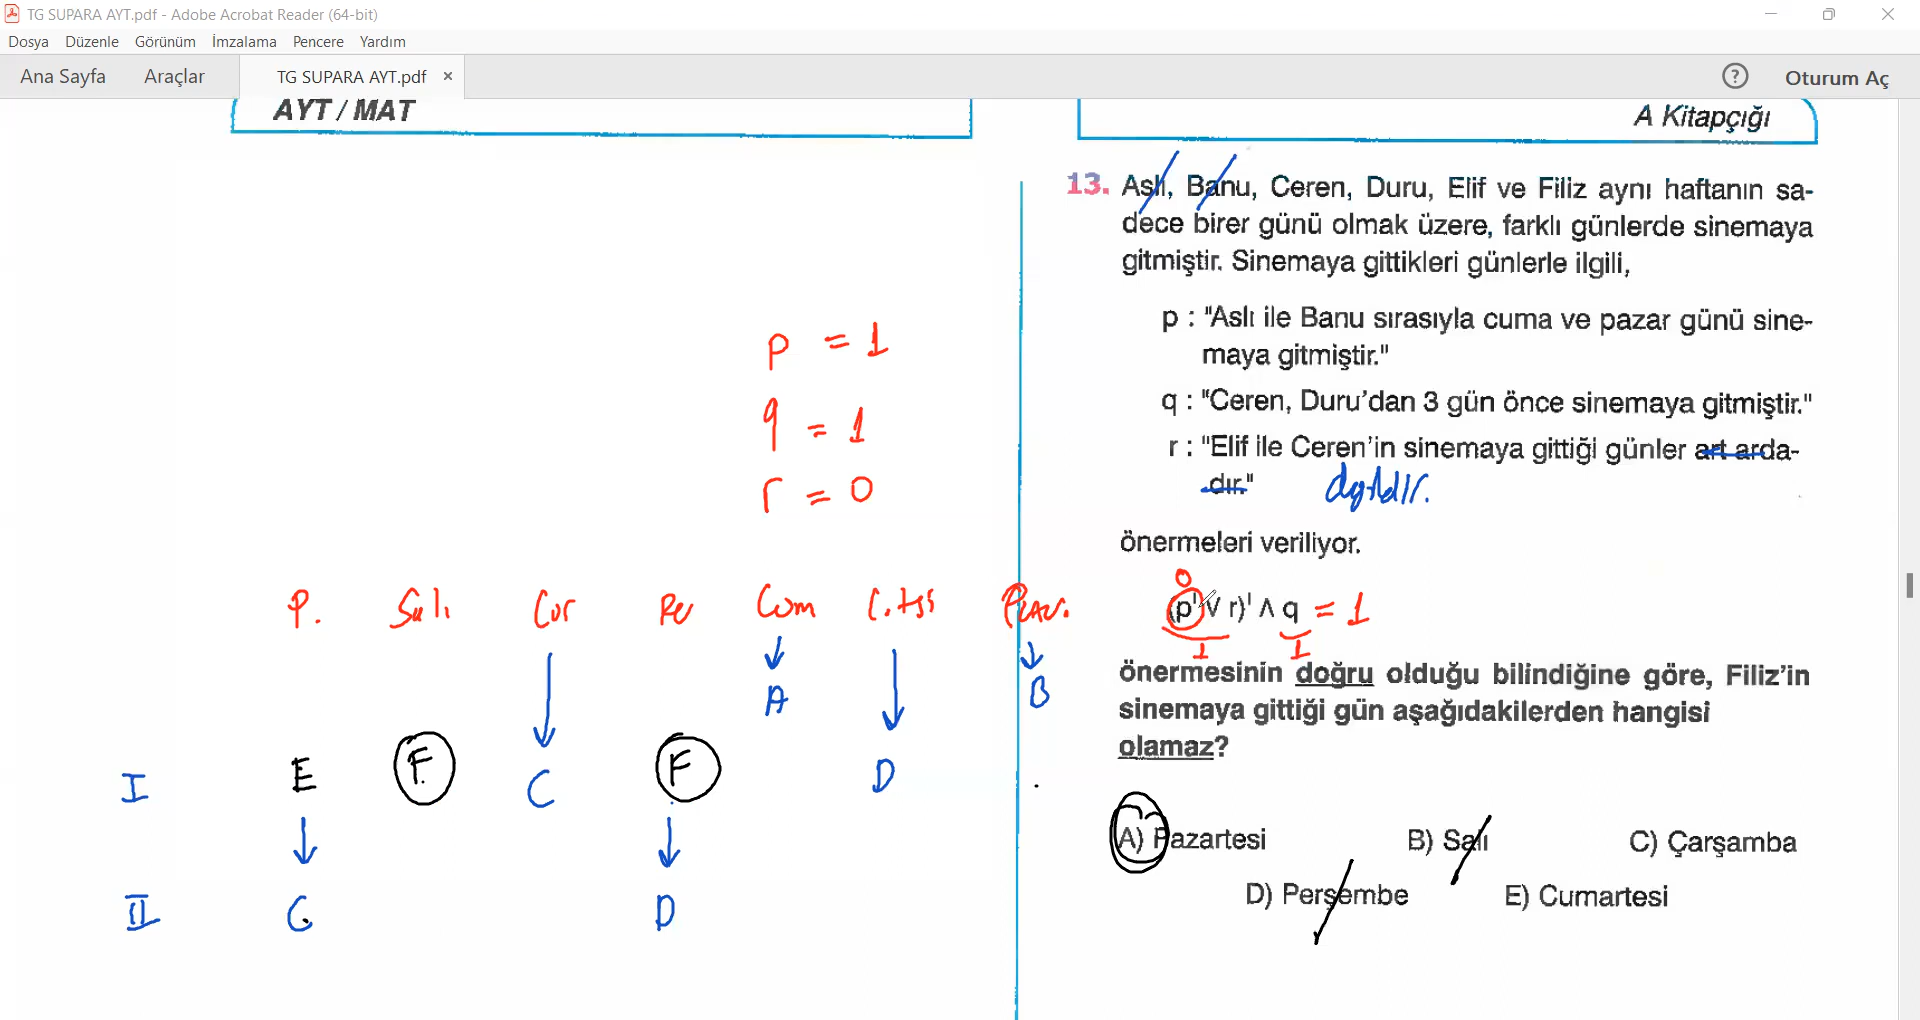 TG SUPARA AYT.pdf - Adobe Acrobat Reader (64-bit)
Dosya Düzenle Görünüm İmzalama Pencere Yardım
Ana Sayfa Araçlar TG SUPARA AYT.pdf × ? Oturum Aç
AYT / MAT
A Kitapçığı
13. Aslı, Banu, Ceren, Duru, Elif ve Filiz aynı haftanın sa-
dece birer günü olmak üzere, farklı günlerde sinemaya
gitmiştir. Sinemaya gittikleri günlerle ilgili,
p : "Aslı ile Banu sırasıyla cuma ve pazar günü sine-
maya gitmiştir."
q : "Ceren, Duru'dan 3 gün önce sinemaya gitmiştir."
r : "Elif ile Ceren'in sinemaya gittiği günler art arda-
dır." değildir.
önermeleri veriliyor.
0
(p' V r)' Λ q = 1
1 1
önermesinin doğru olduğu bilindiğine göre, Filiz'in
sinemaya gittiği gün aşağıdakilerden hangisi
olamaz?
A) Pazartesi B) Salı C) Çarşamba
D) Perşembe E) Cumartesi
p = 1
q = 1
r = 0
P. Salı Çar Per Cum C.tesi Pazar.
A B
I E F C F D
II C D